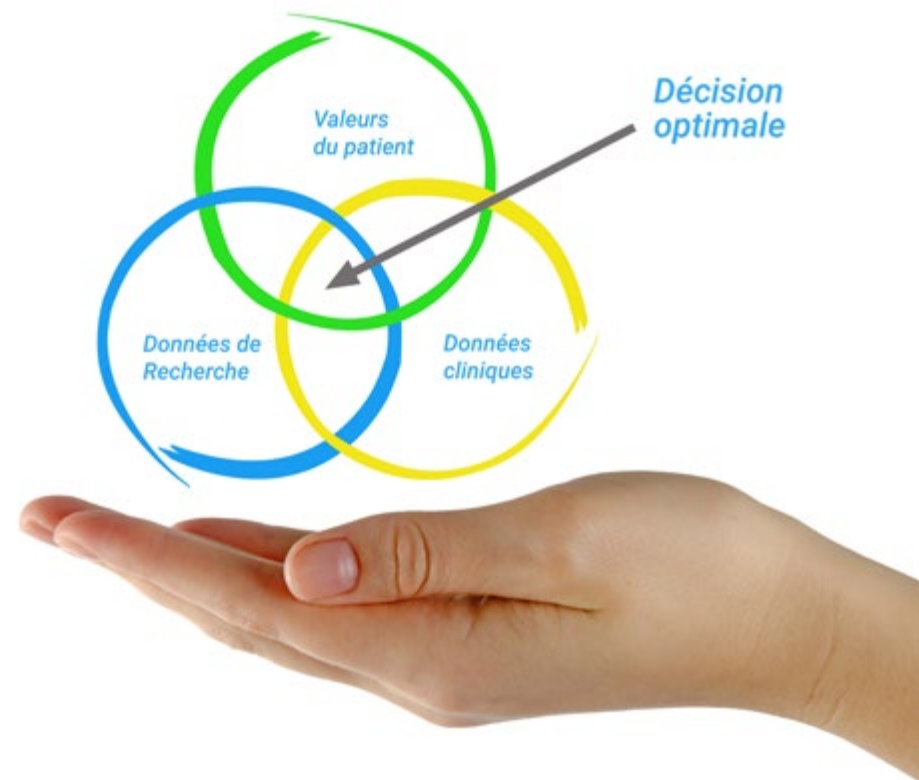 Valeurs
du patient
Décision
optimale
Données de
Recherche
Données
cliniques